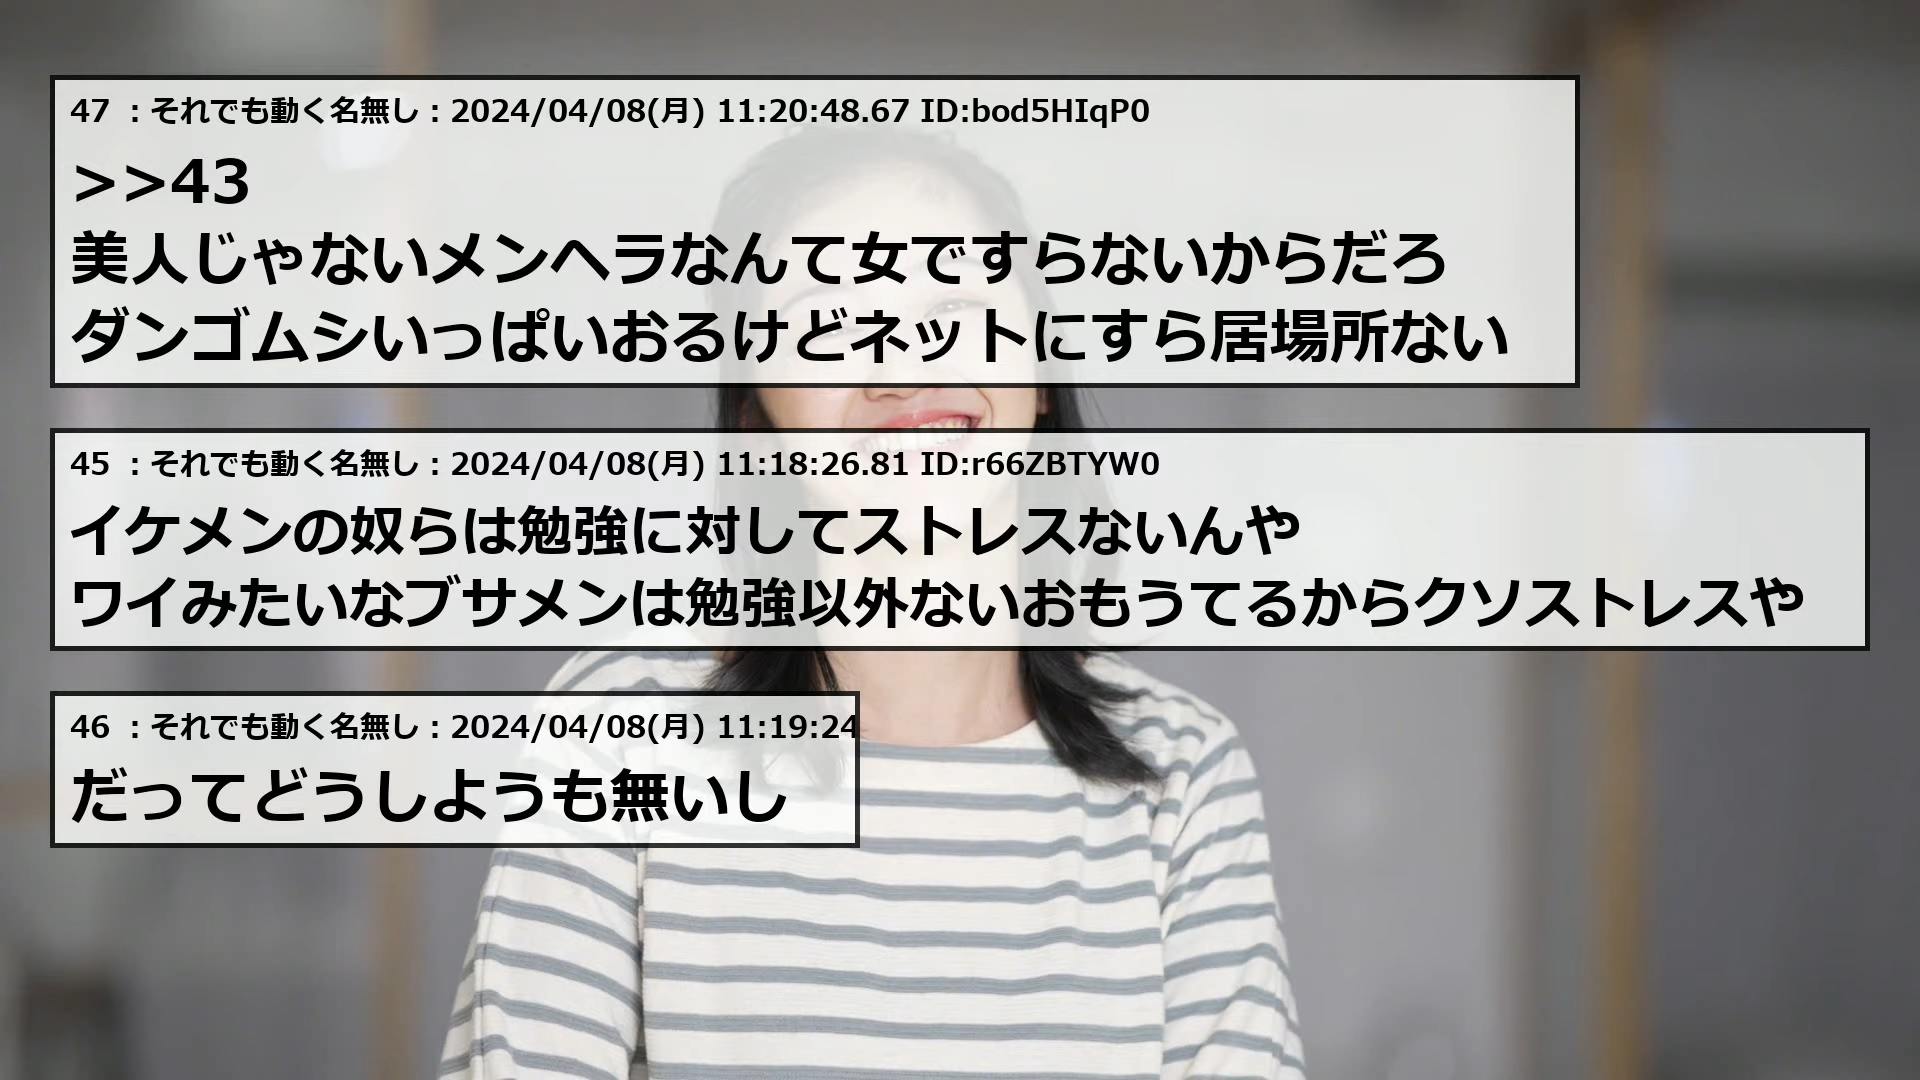 47 ：それでも動く名無し：2024/04/08(月) 11:20:48.67 ID:bod5HIqP0
>>43
美人じゃないメンヘラなんて女ですらないからだろ
ダンゴムシいっぱいおるけどネットにすら居場所ない
45 ：それでも動く名無し：2024/04/08(月) 11:18:26.81 ID:r66ZBTYW0
イケメンの奴らは勉強に対してストレスないんや
ワイみたいなブサメンは勉強以外ないおもうてるからクソストレスや
46 ：それでも動く名無し：2024/04/08(月) 11:19:24
だってどうしようも無いし